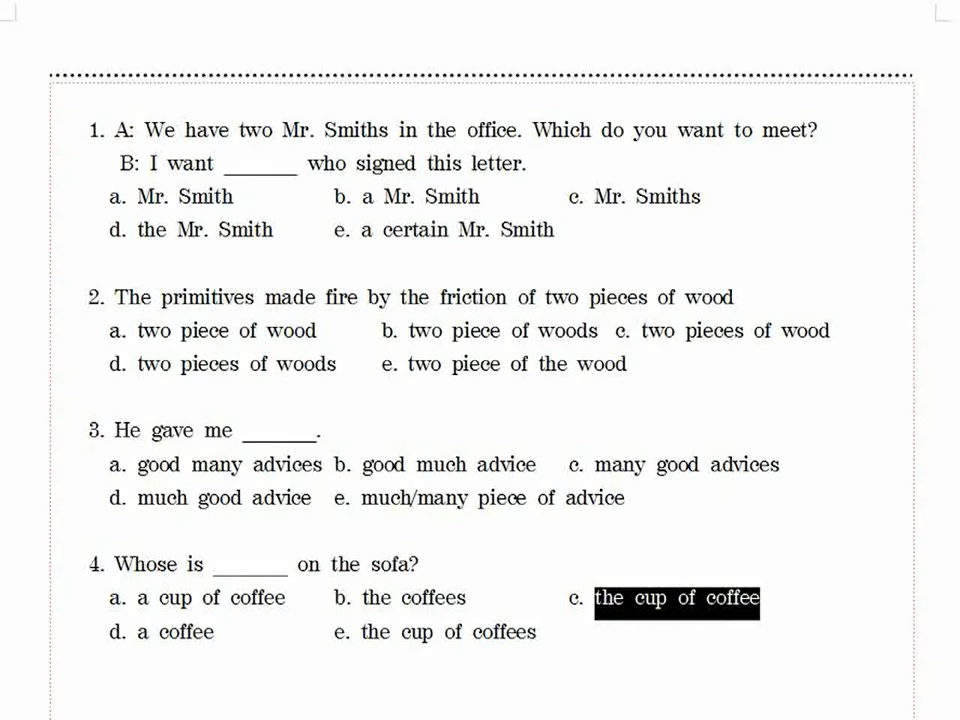 1. A: We have two Mr. Smiths in the office. Which do you want to meet?
B: I want _______ who signed this letter.
a. Mr. Smith b. a Mr. Smith c. Mr. Smiths
d. the Mr. Smith e. a certain Mr. Smith
2. The primitives made fire by the friction of two pieces of wood
a. two piece of wood b. two piece of woods c. two pieces of wood
d. two pieces of woods e. two piece of the wood
3. He gave me _______.
a. good many advices b. good much advice c. many good advices
d. much good advice e. much/many piece of advice
4. Whose is _______ on the sofa?
a. a cup of coffee b. the coffees c. the cup of coffee
d. a coffee e. the cup of coffees